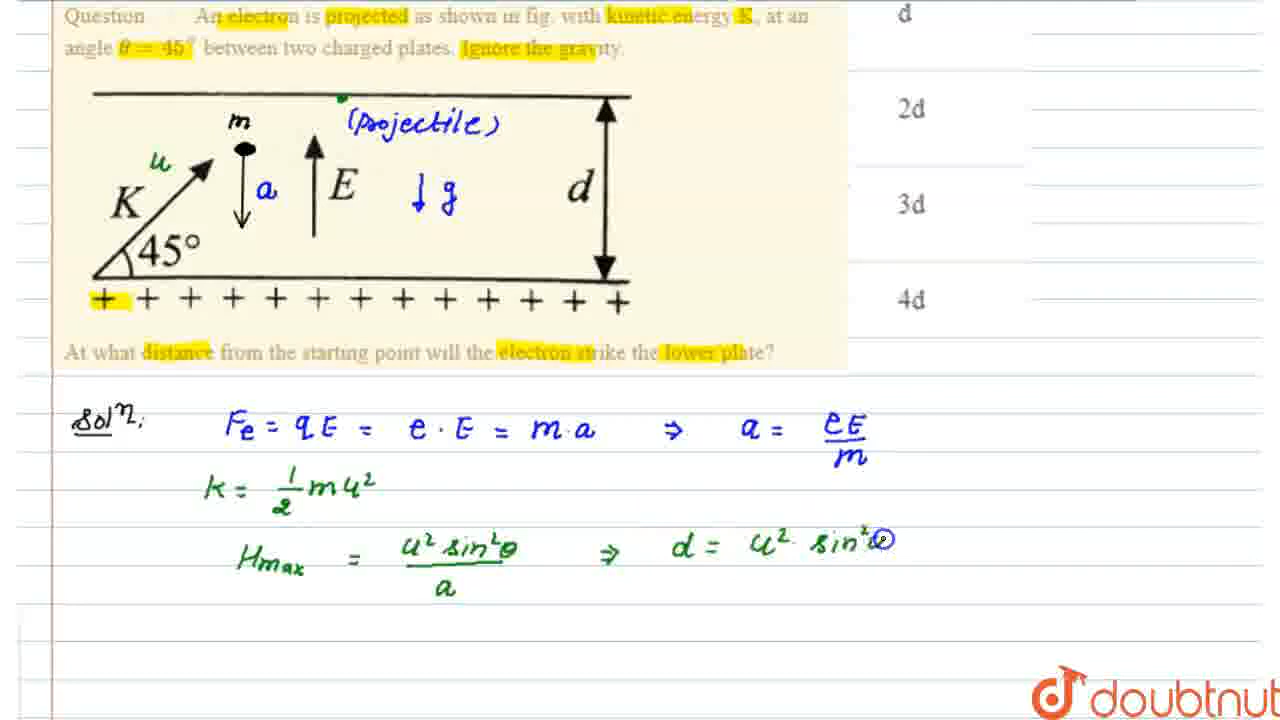 Question An electron is projected as shown in fig. with kinetic energy K, at an
angle θ = 45° between two charged plates. Ignore the gravity.
m
(projectile)
u
K
a
E
↓ g
d
45°
+ + + + + + + + + + + + +
At what distance from the starting point will the electron strike the lower plate?
d
2d
3d
4d
Solⁿ: Fe = qE = e · E = m · a ⇒ a = eE/m
K = 1/2 mu²
Hmax = u² sin²θ / a ⇒ d = u² · sin²
doubtnut